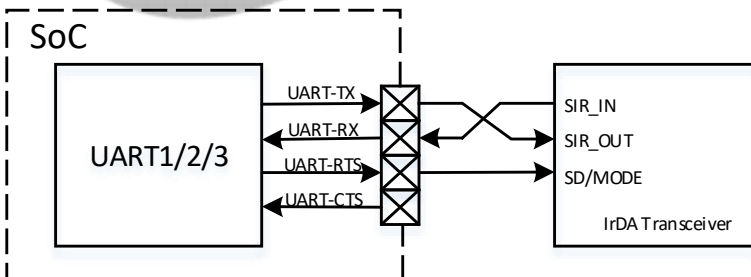 SoC
UART1/2/3
UART-TX
UART-RX
UART-RTS
UART-CTS
SIR_IN
SIR_OUT
SD/MODE
IrDA Transceiver